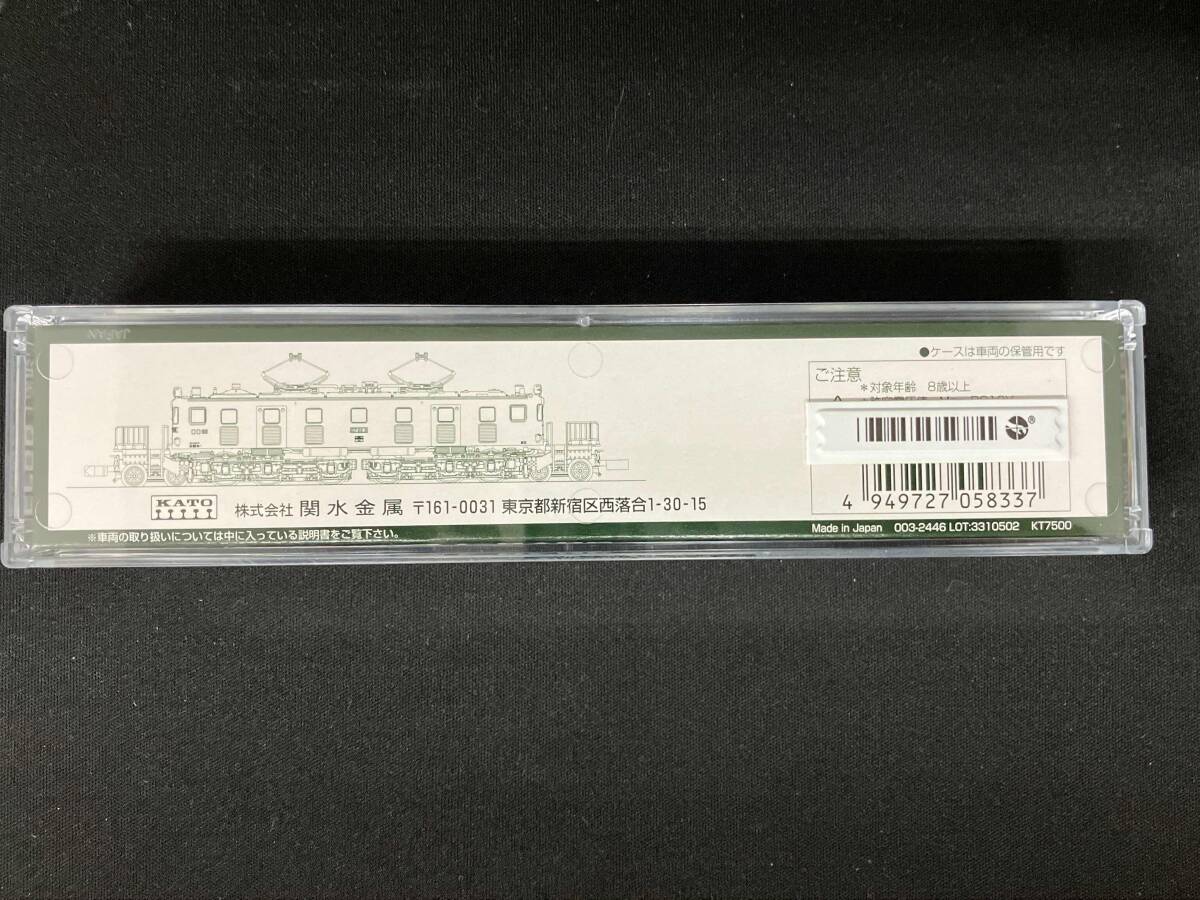 ●ケースは車両の保管用です
ご注意
*対象年齢 8歳以上
KATO
株式会社 関水金属 〒161-0031 東京都新宿区西落合1-30-15
4 949727 058337
※車両の取り扱いについては中に入っている説明書をご覧下さい。
Made in Japan 003-2446 LOT:3310502 KT7500